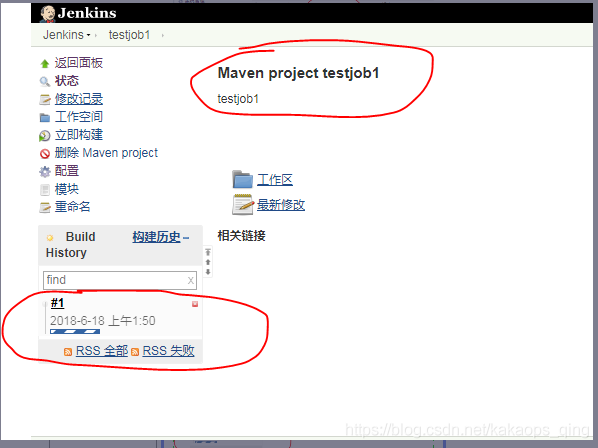 Jenkins
Jenkins testjob1
返回面板
状态
修改记录
工作空间
立即构建
删除 Maven project
配置
模块
重命名
Maven project testjob1
testjob1
工作区
最新修改
相关链接
Build History 构建历史
find x
#1
2018-6-18 上午1:50
RSS 全部 RSS 失败
https://blog.csdn.net/kakaops_qing